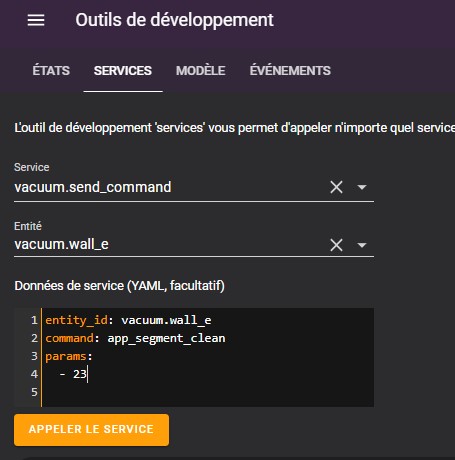 Outils de développement
ÉTATS SERVICES MODÈLE ÉVÉNEMENTS
L'outil de développement 'services' vous permet d'appeler n'importe quel service
Service
vacuum.send_command
Entité
vacuum.wall_e
Données de service (YAML, facultatif)
1 entity_id: vacuum.wall_e
2 command: app_segment_clean
3 params:
4 - 23
5
APPELER LE SERVICE